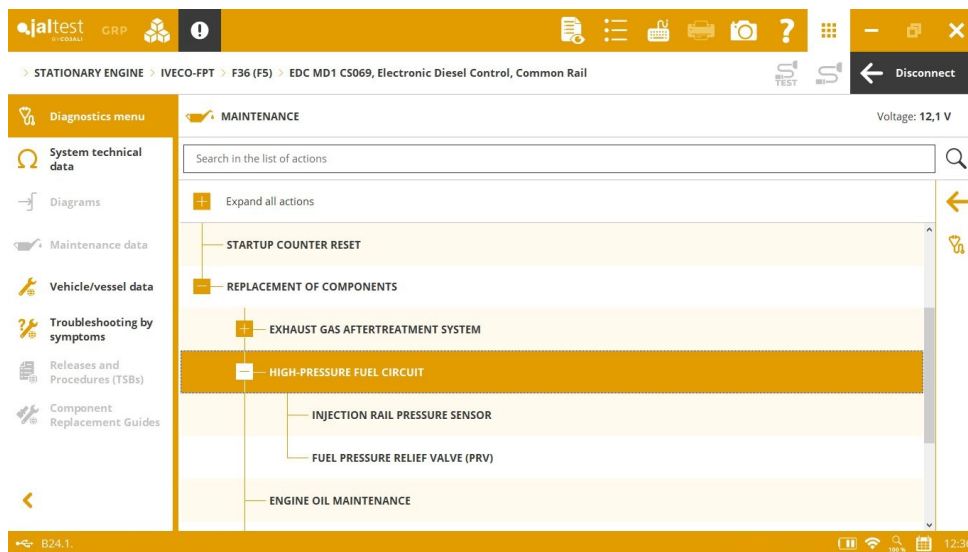 jaltest GRP
BY COJALI
TEST
> STATIONARY ENGINE > IVECO-FPT > F36 (F5) > EDC MD1 CS069, Electronic Diesel Control, Common Rail
Disconnect
Diagnostics menu
MAINTENANCE
Voltage: 12,1 V
System technical
data
Search in the list of actions
Diagrams
Expand all actions
Maintenance data
STARTUP COUNTER RESET
Vehicle/vessel data
REPLACEMENT OF COMPONENTS
Troubleshooting by
symptoms
EXHAUST GAS AFTERTREATMENT SYSTEM
Releases and
Procedures (TSBs)
HIGH-PRESSURE FUEL CIRCUIT
Component
Replacement Guides
INJECTION RAIL PRESSURE SENSOR
FUEL PRESSURE RELIEF VALVE (PRV)
ENGINE OIL MAINTENANCE
B24.1.
100 %